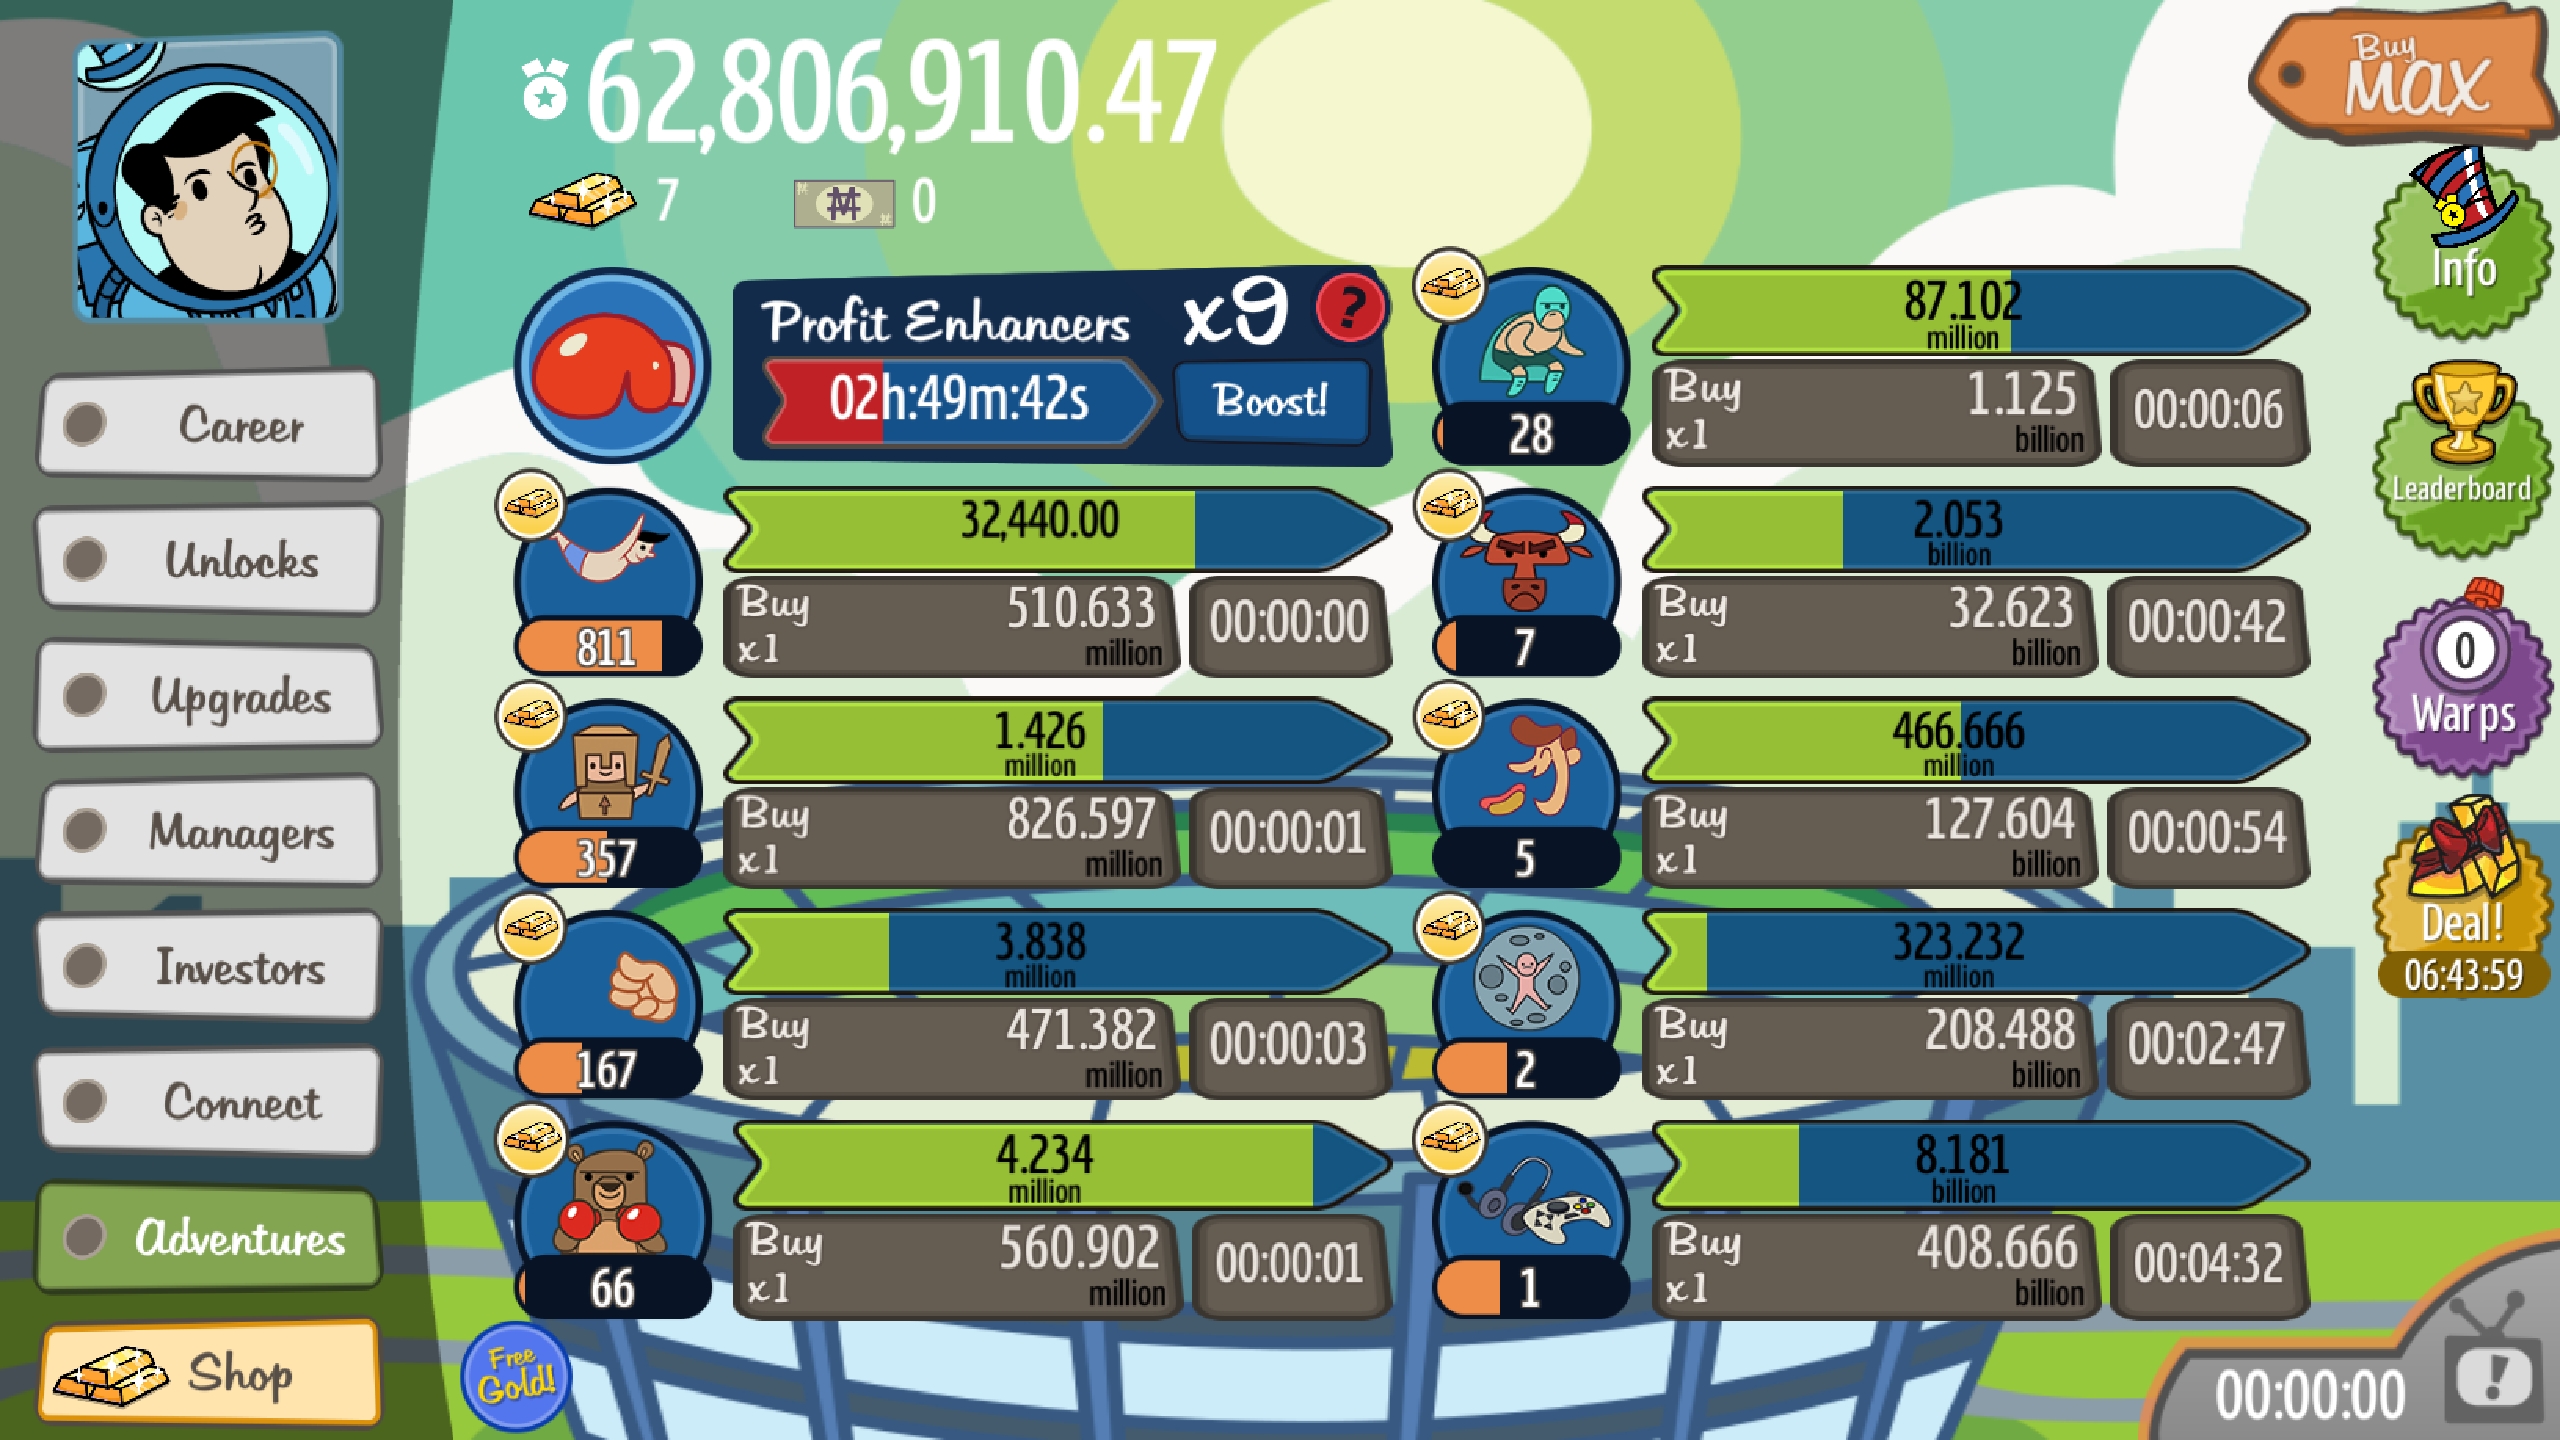 62,806,910.47
7
0
Buy
MAX
Career
Unlocks
Upgrades
Managers
Investors
Connect
Adventures
Shop
Free
Gold!
Profit Enhancers x9 ?
02h:49m:42s
Boost!
811
32,440.00
Buy
x1
510.633
million
00:00:00
357
1.426
million
Buy
x1
826.597
million
00:00:01
167
3.838
million
Buy
x1
471.382
million
00:00:03
66
4.234
million
Buy
x1
560.902
million
00:00:01
28
87.102
million
Buy
x1
1.125
billion
00:00:06
7
2.053
billion
Buy
x1
32.623
billion
00:00:42
5
466.666
million
Buy
x1
127.604
billion
00:00:54
2
323.232
million
Buy
x1
208.488
billion
00:02:47
1
8.181
billion
Buy
x1
408.666
billion
00:04:32
Info
Leaderboard
0
Warps
Deal!
06:43:59
00:00:00
!